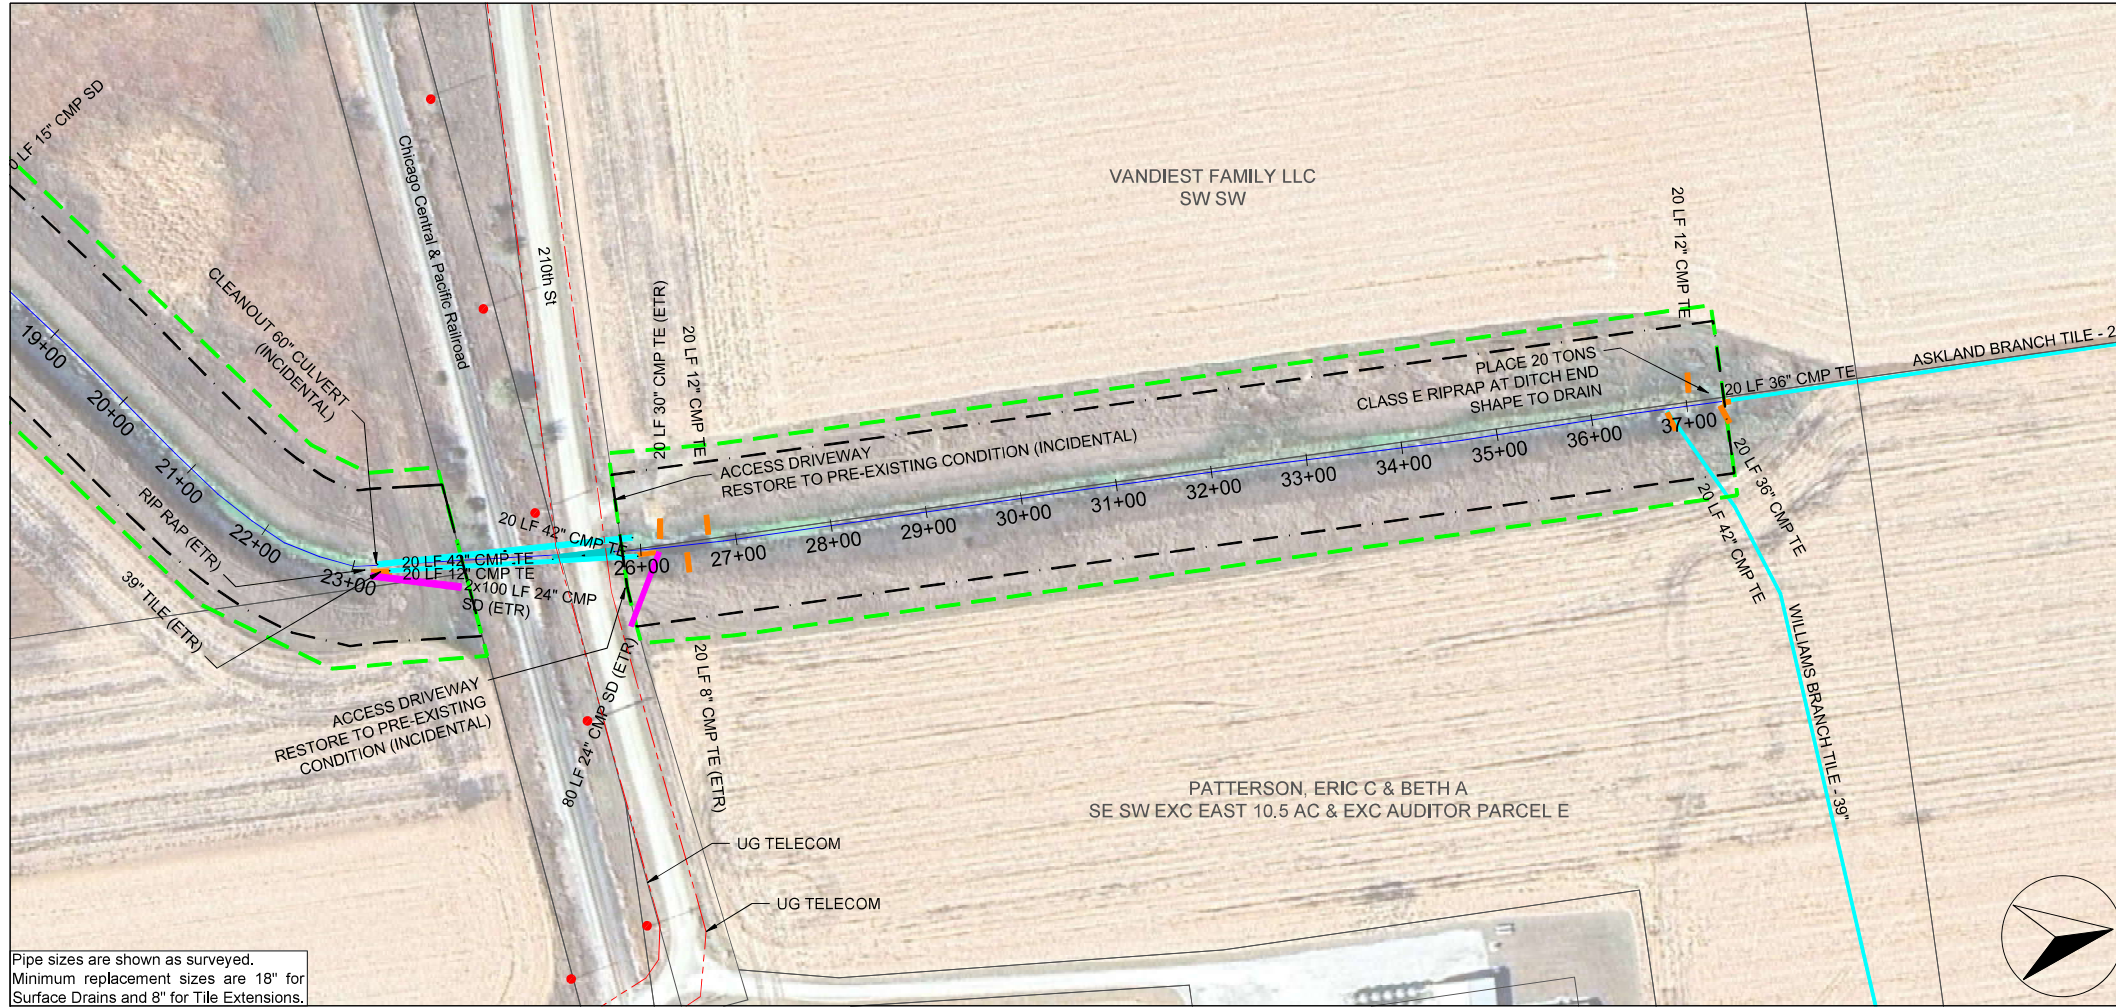 0 LF 15" CMP SD
CLEANOUT 60" CULVERT
(INCIDENTAL)
Chicago Central & Pacific Railroad
210th St
VANDIEST FAMILY LLC
SW SW
20 LF 30" CMP TE (ETR)
20 LF 12" CMP TE
20 LF 12" CMP TE
PLACE 20 TONS
CLASS E RIPRAP AT DITCH END
SHAPE TO DRAIN
20 LF 36" CMP TE
ASKLAND BRANCH TILE - 2
ACCESS DRIVEWAY
RESTORE TO PRE-EXISTING CONDITION (INCIDENTAL)
19+00
20+00
21+00
22+00
23+00
26+00
27+00
28+00
29+00
30+00
31+00
32+00
33+00
34+00
35+00
36+00
37+00
RIP RAP (ETR)
39" TILE (ETR)
20 LF 42" CMP TE
20 LF 42" CMP TE
20 LF 12" CMP TE
2x100 LF 24" CMP
SD (ETR)
20 LF 36" CMP TE
20 LF 42" CMP TE
WILLIAMS BRANCH TILE - 39"
ACCESS DRIVEWAY
RESTORE TO PRE-EXISTING
CONDITION (INCIDENTAL)
80 LF 24" CMP SD (ETR)
20 LF 8" CMP TE (ETR)
PATTERSON, ERIC C & BETH A
SE SW EXC EAST 10.5 AC & EXC AUDITOR PARCEL E
UG TELECOM
UG TELECOM
Pipe sizes are shown as surveyed.
Minimum replacement sizes are 18" for
Surface Drains and 8" for Tile Extensions.